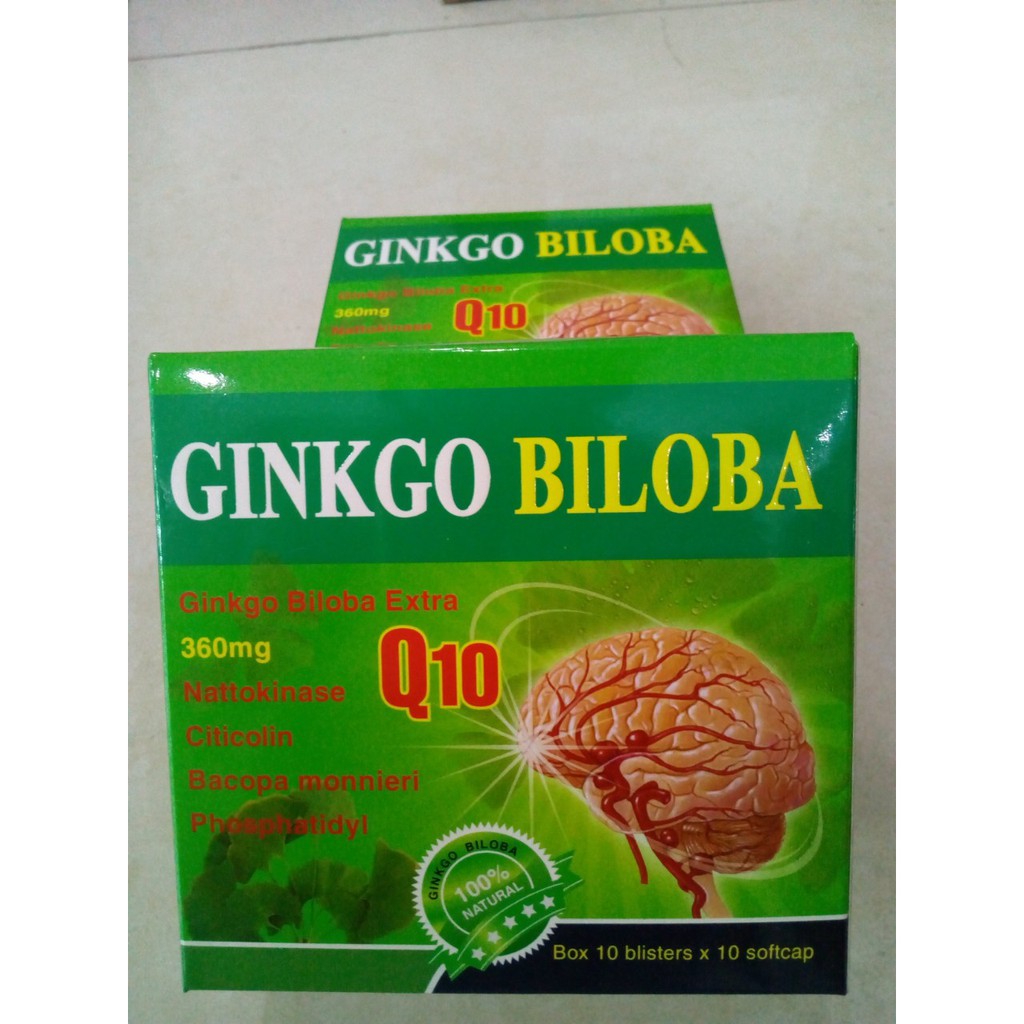 GINKGO BILOBA
Ginkgo Biloba Extra
360mg
Q10
Nattokinase
GINKGO BILOBA
Ginkgo Biloba Extra
360mg
Q10
Nattokinase
Citicolin
Bacopa monnieri
Phosphatidyl
GINKGO BILOBA
100%
NATURAL
Box 10 blisters x 10 softcap